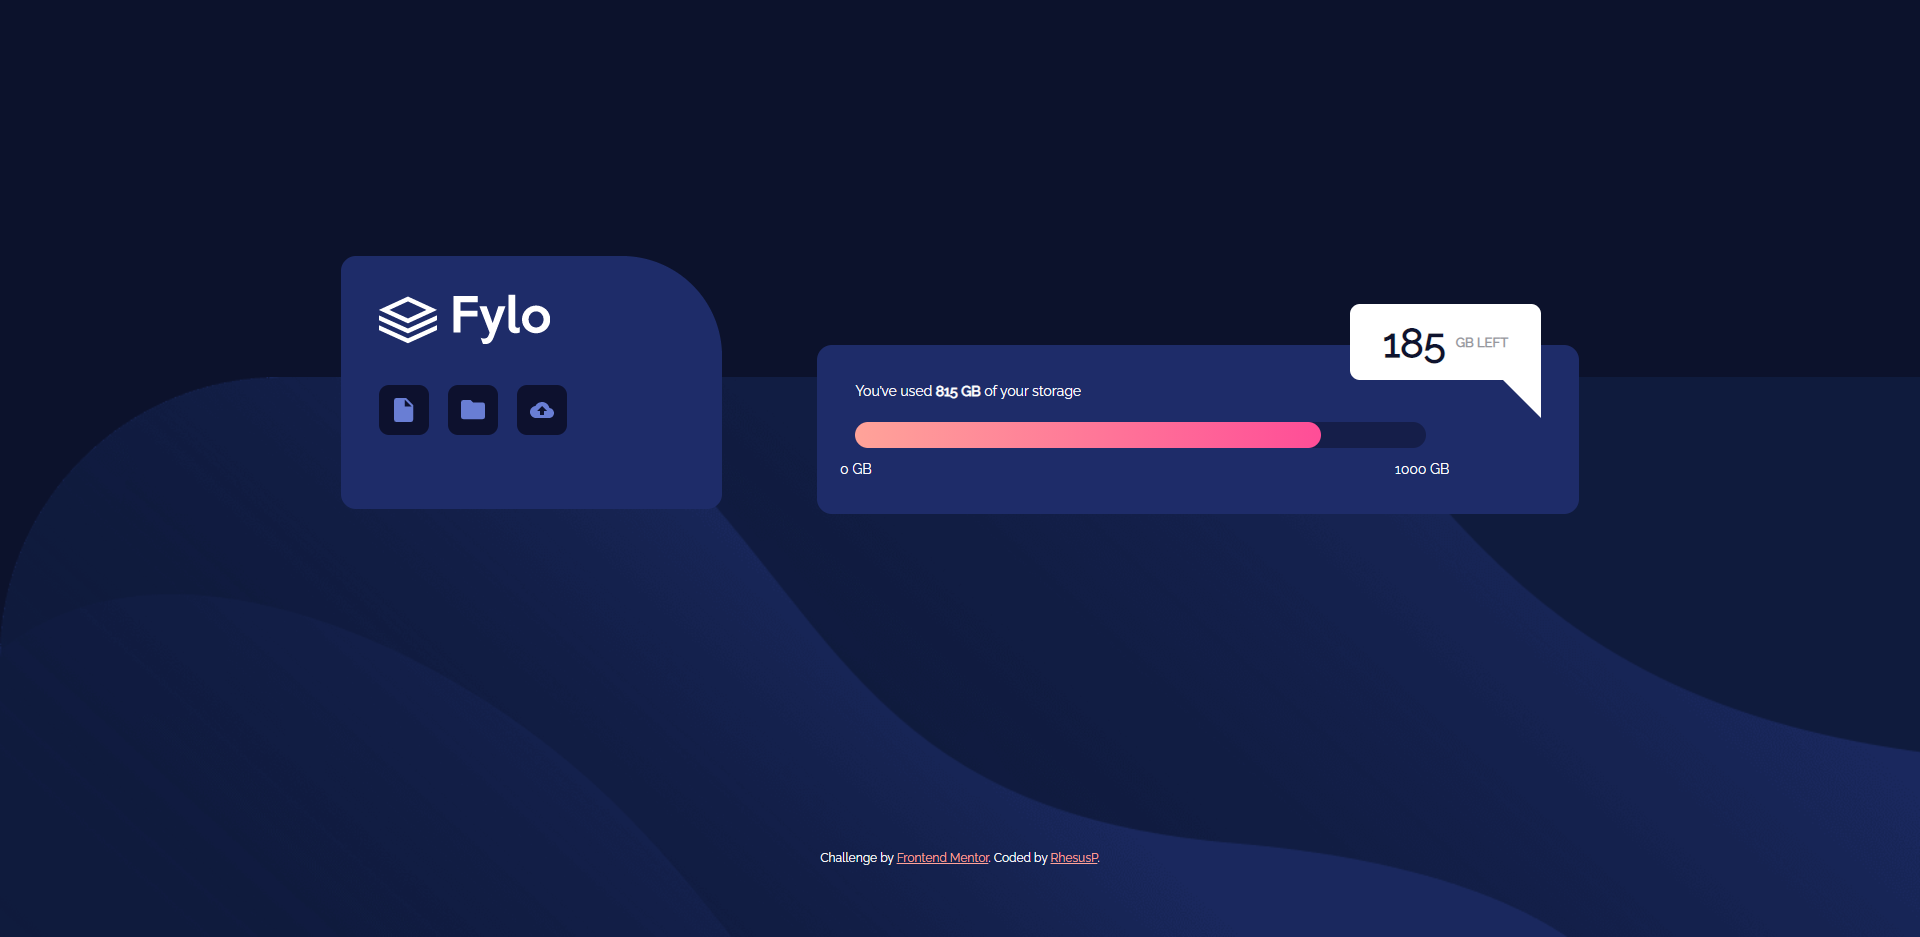 Fylo
185 GB LEFT
You've used 815 GB of your storage
0 GB 1000 GB
Challenge by Frontend Mentor. Coded by RhesusP.